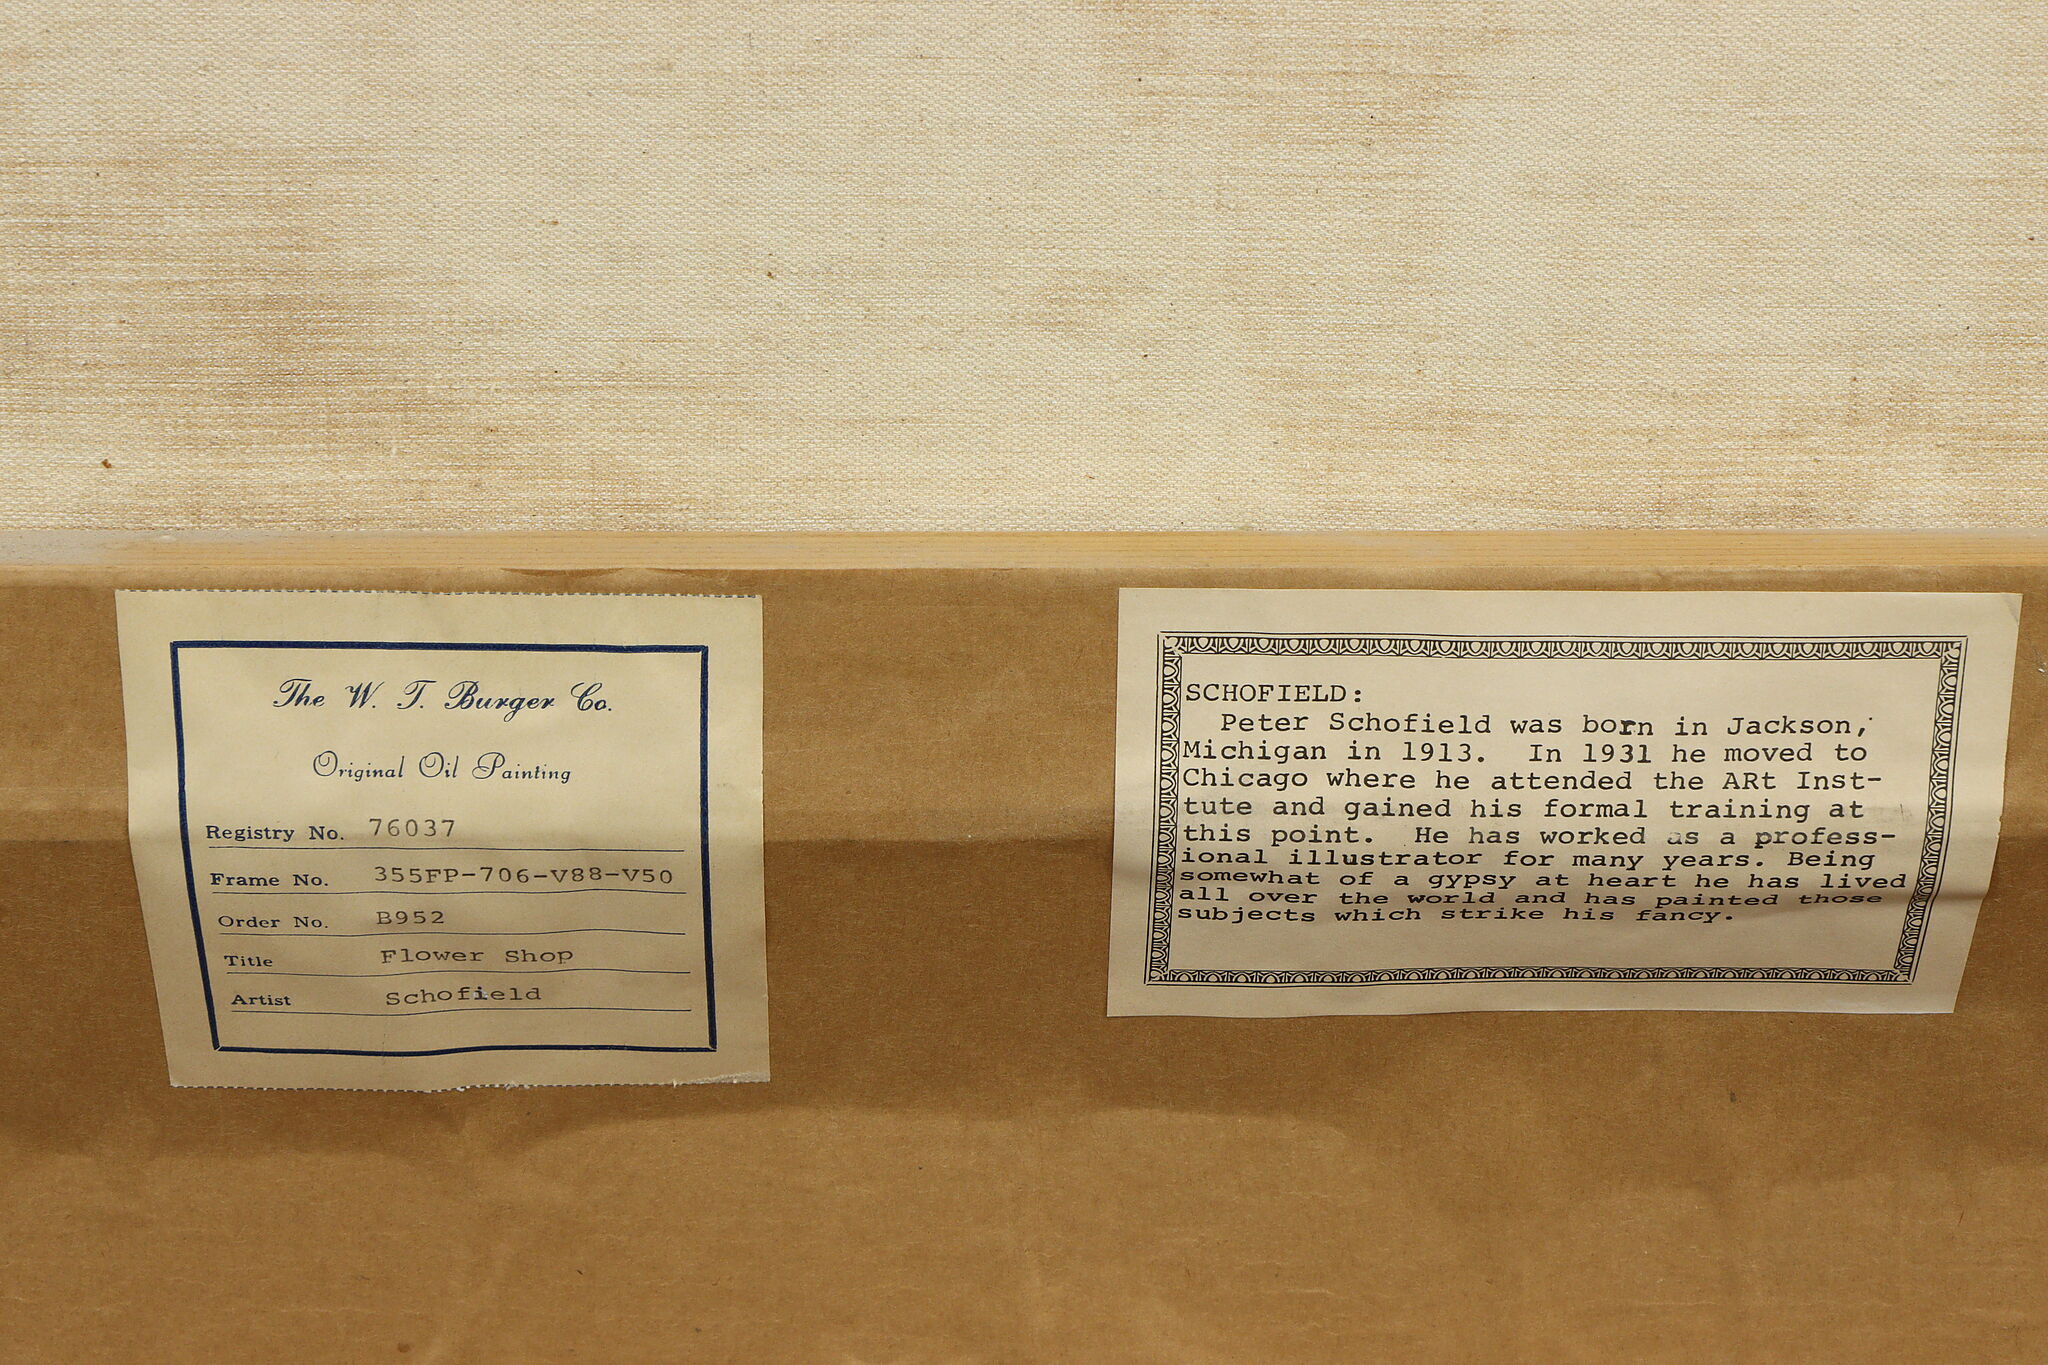 The W. T. Burger Co.
Original Oil Painting
Registry No. 76037
Frame No. 355FP-706-V88-V50
Order No. B952
Title Flower Shop
Artist Schofield
SCHOFIELD:
Peter Schofield was born in Jackson,
Michigan in 1913. In 1931 he moved to
Chicago where he attended the ARt Inst-
tute and gained his formal training at
this point. He has worked as a profess-
ional illustrator for many years. Being
somewhat of a gypsy at heart he has lived
all over the world and has painted those
subjects which strike his fancy.